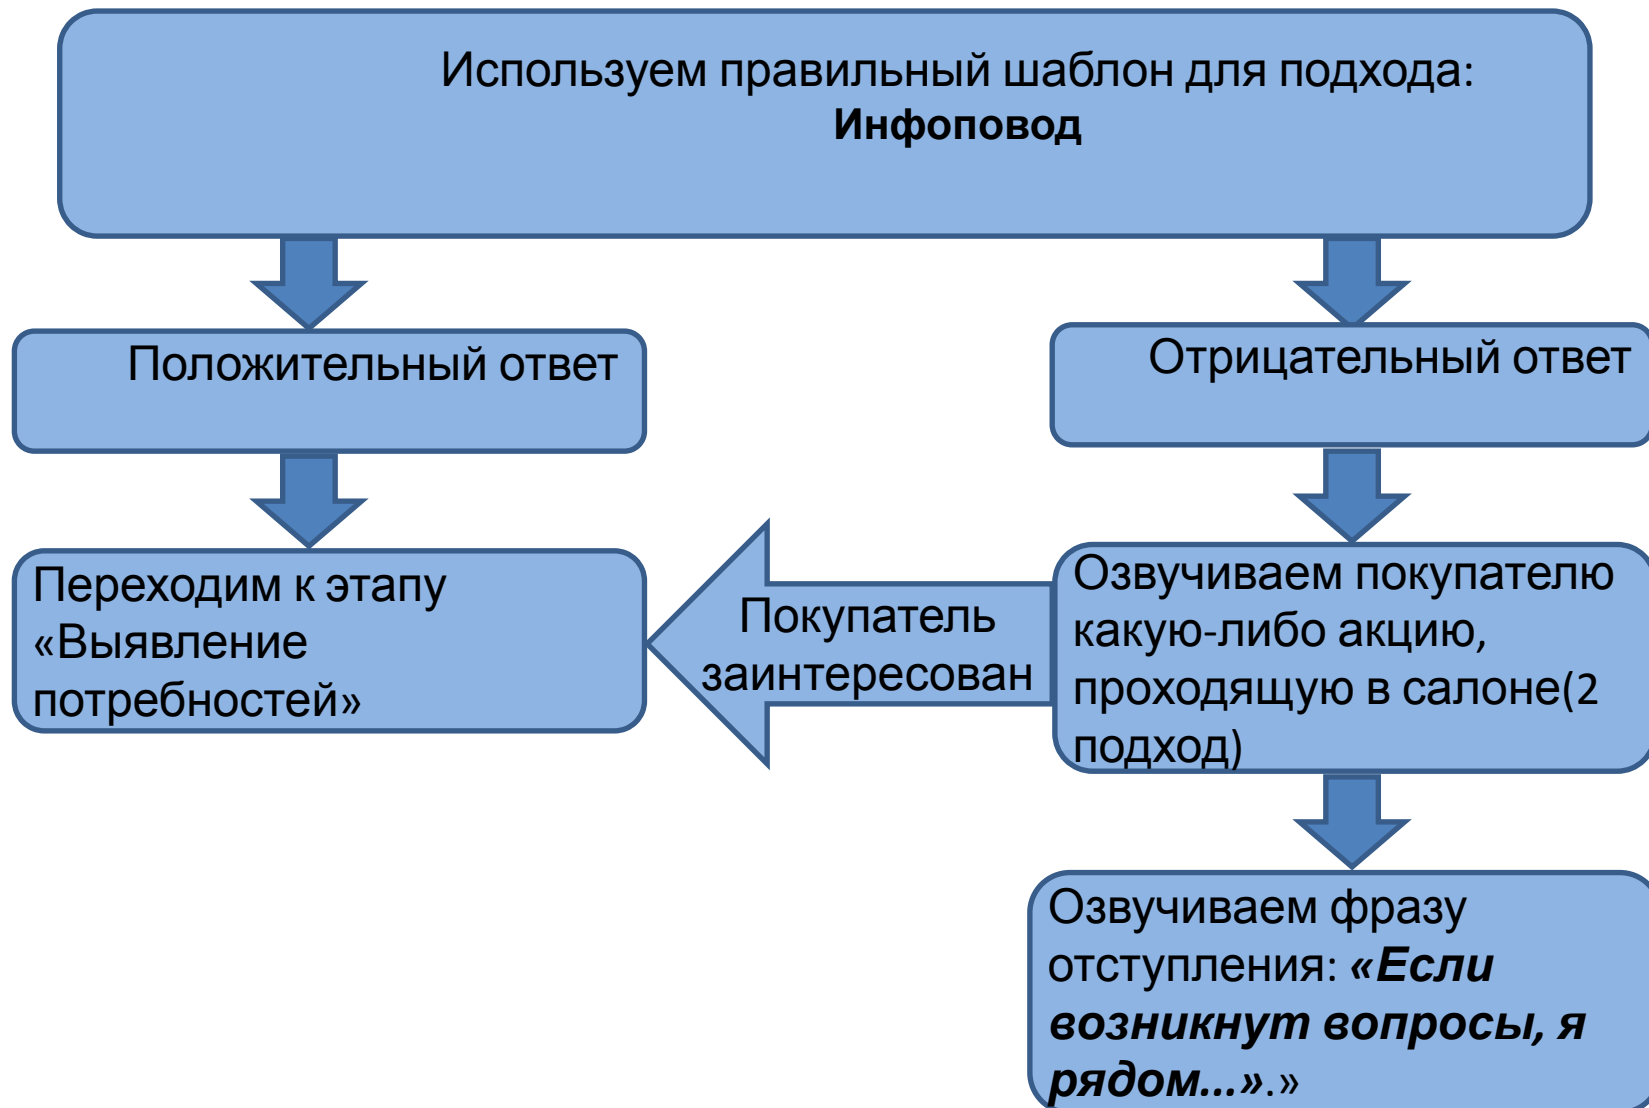 Используем правильный шаблон для подхода:
Инфоповод
Положительный ответ
Отрицательный ответ
Переходим к этапу
«Выявление
потребностей»
Покупатель
заинтересован
Озвучиваем покупателю
какую-либо акцию,
проходящую в салоне(2
подход)
Озвучиваем фразу
отступления: «Если
возникнут вопросы, я
рядом...».»